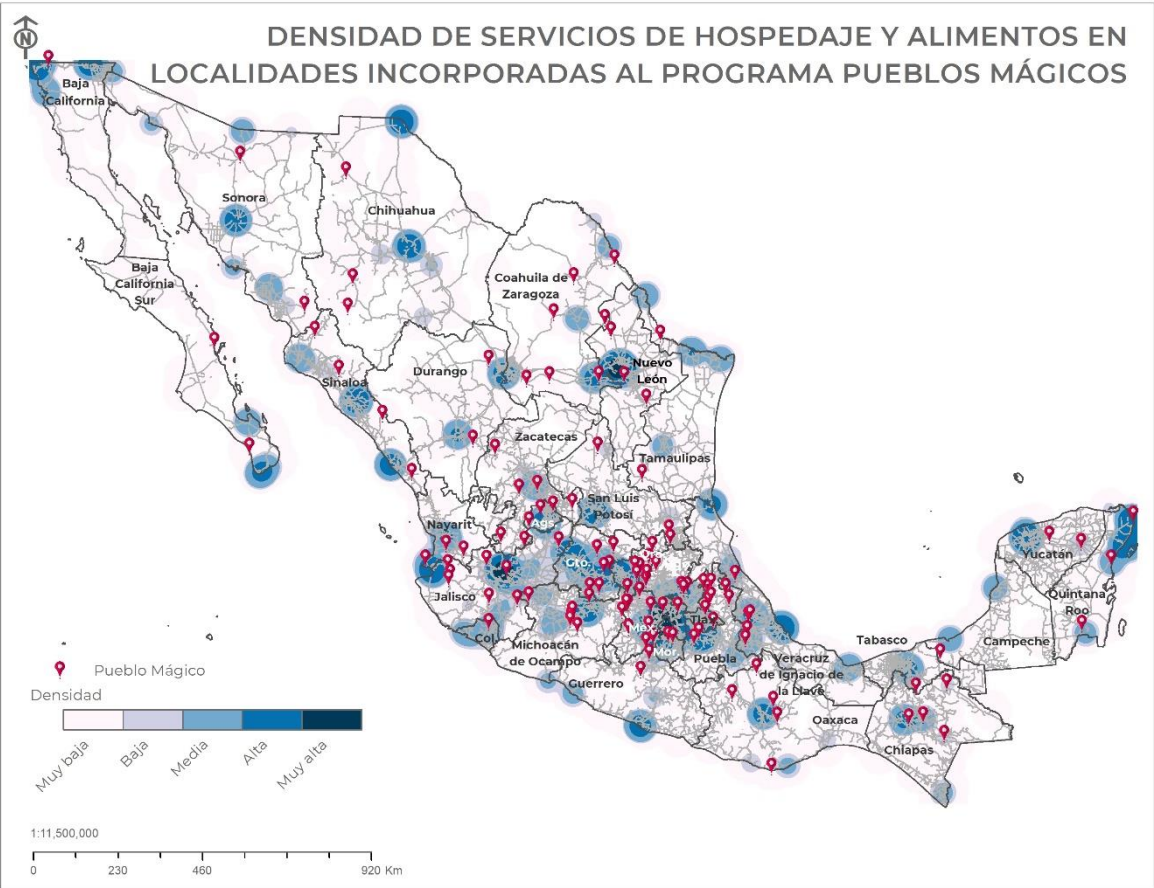 N
DENSIDAD DE SERVICIOS DE HOSPEDAJE Y ALIMENTOS EN
LOCALIDADES INCORPORADAS AL PROGRAMA PUEBLOS MÁGICOS
Baja
California
Sonora
Chihuahua
Baja
California
Sur
Coahuila de
Zaragoza
Nuevo
León
Durango
Sinaloa
Zacatecas
Tamaulipas
San Luis
Potosí
Ags.
Nayarit
Gto.
Yucatán
Quintana
Roo
Campeche
Jalisco
Col.
Michoacán
de Ocampo
Mex.
Tlax.
Mor.
Puebla
Guerrero
Veracruz
de Ignacio de
la Llave
Tabasco
Oaxaca
Chiapas
Pueblo Mágico
Densidad
Muy baja
Baja
Media
Alta
Muy alta
1:11,500,000
0 230 460 920 Km